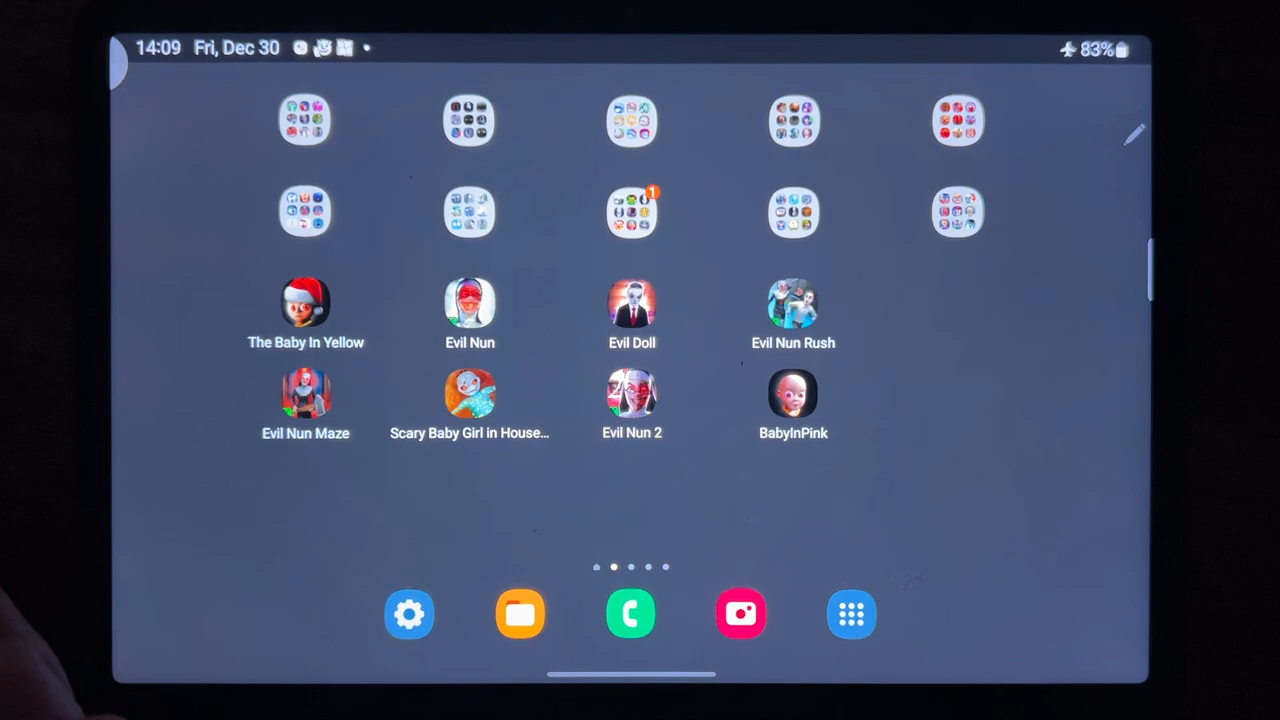 14:09 Fri, Dec 30 83%
1
The Baby In Yellow Evil Nun Evil Doll Evil Nun Rush
Evil Nun Maze Scary Baby Girl in House... Evil Nun 2 BabyInPink